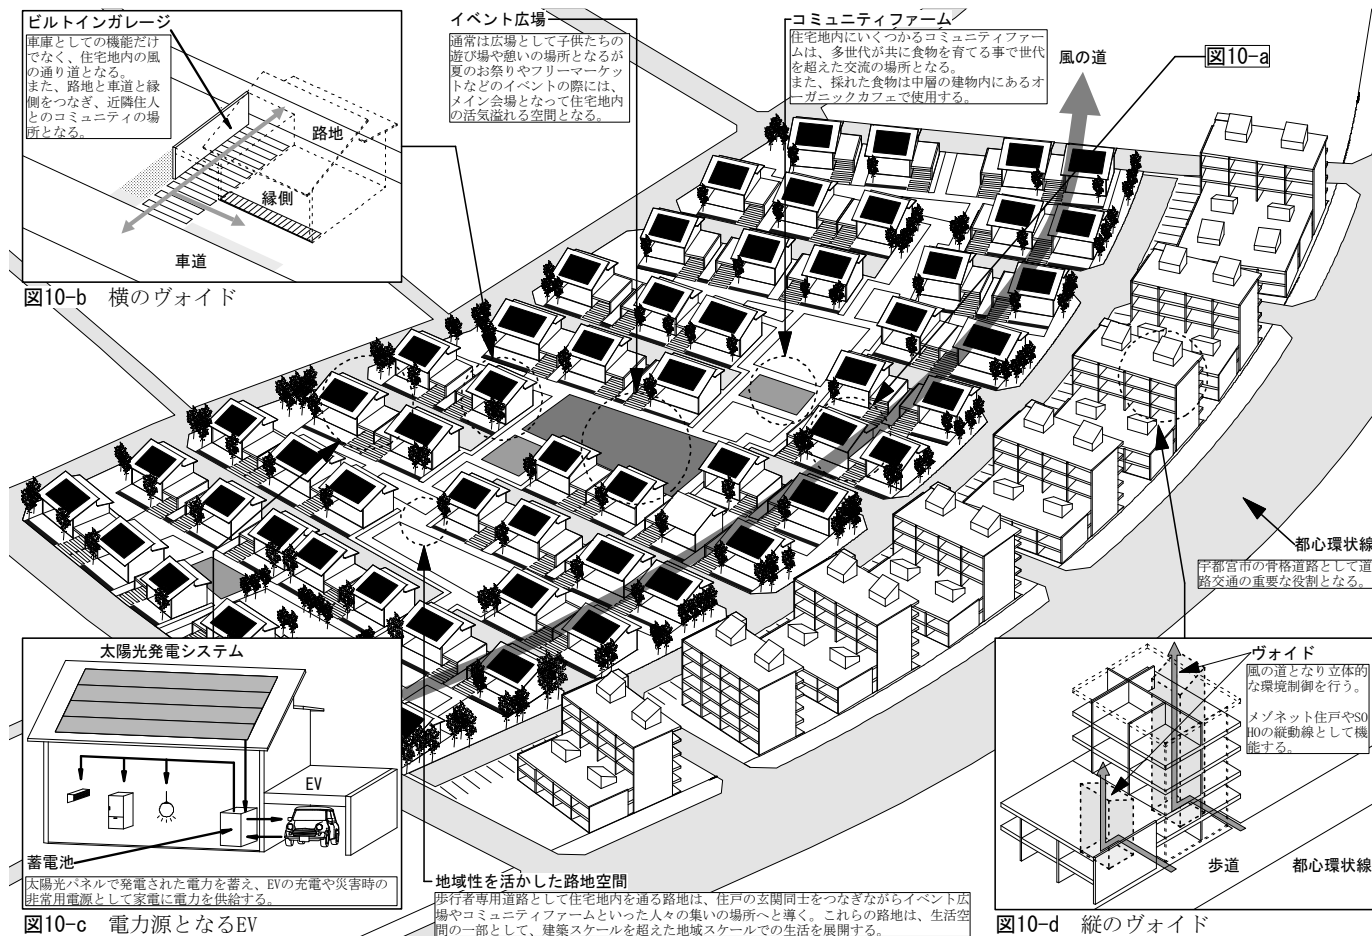 ビルトインガレージ
車庫としての機能だけ
でなく、住宅地内の風
の通り道となる。
また、路地と車道と縁
側をつなぎ、近隣住人
とのコミュニティの場
所となる。
路地
縁側
車道
図10-b 横のヴォイド
イベント広場
通常は広場として子供たちの
遊び場や憩いの場所となるが
夏のお祭りやフリーマーケッ
トなどのイベントの際には、
メイン会場となって住宅地内
の活気溢れる空間となる。
コミュニティファーム
住宅地内にいくつかるコミュニティファー
ムは、多世代が共に食物を育てる事で世代
を超えた交流の場所となる。
また、採れた食物は中層の建物内にあるオ
ーガニックカフェで使用する。
風の道
図10-a
都心環状線
宇都宮市の骨格道路として道
路交通の重要な役割となる。
太陽光発電システム
EV
蓄電池
太陽光パネルで発電された電力を蓄え、EVの充電や災害時の
非常用電源として家電に電力を供給する。
図10-c 電力源となるEV
地域性を活かした路地空間
歩行者専用道路として住宅地内を通る路地は、住戸の玄関同士をつなぎながらイベント広
場やコミュニティファームといった人々の集いの場所へと導く。これらの路地は、生活空
間の一部として、建築スケールを超えた地域スケールでの生活を展開する。
ヴォイド
風の道となり立体的
な環境制御を行う。
メゾネット住戸やSO
HOの縦動線として機
能する。
歩道
都心環状線
図10-d 縦のヴォイド